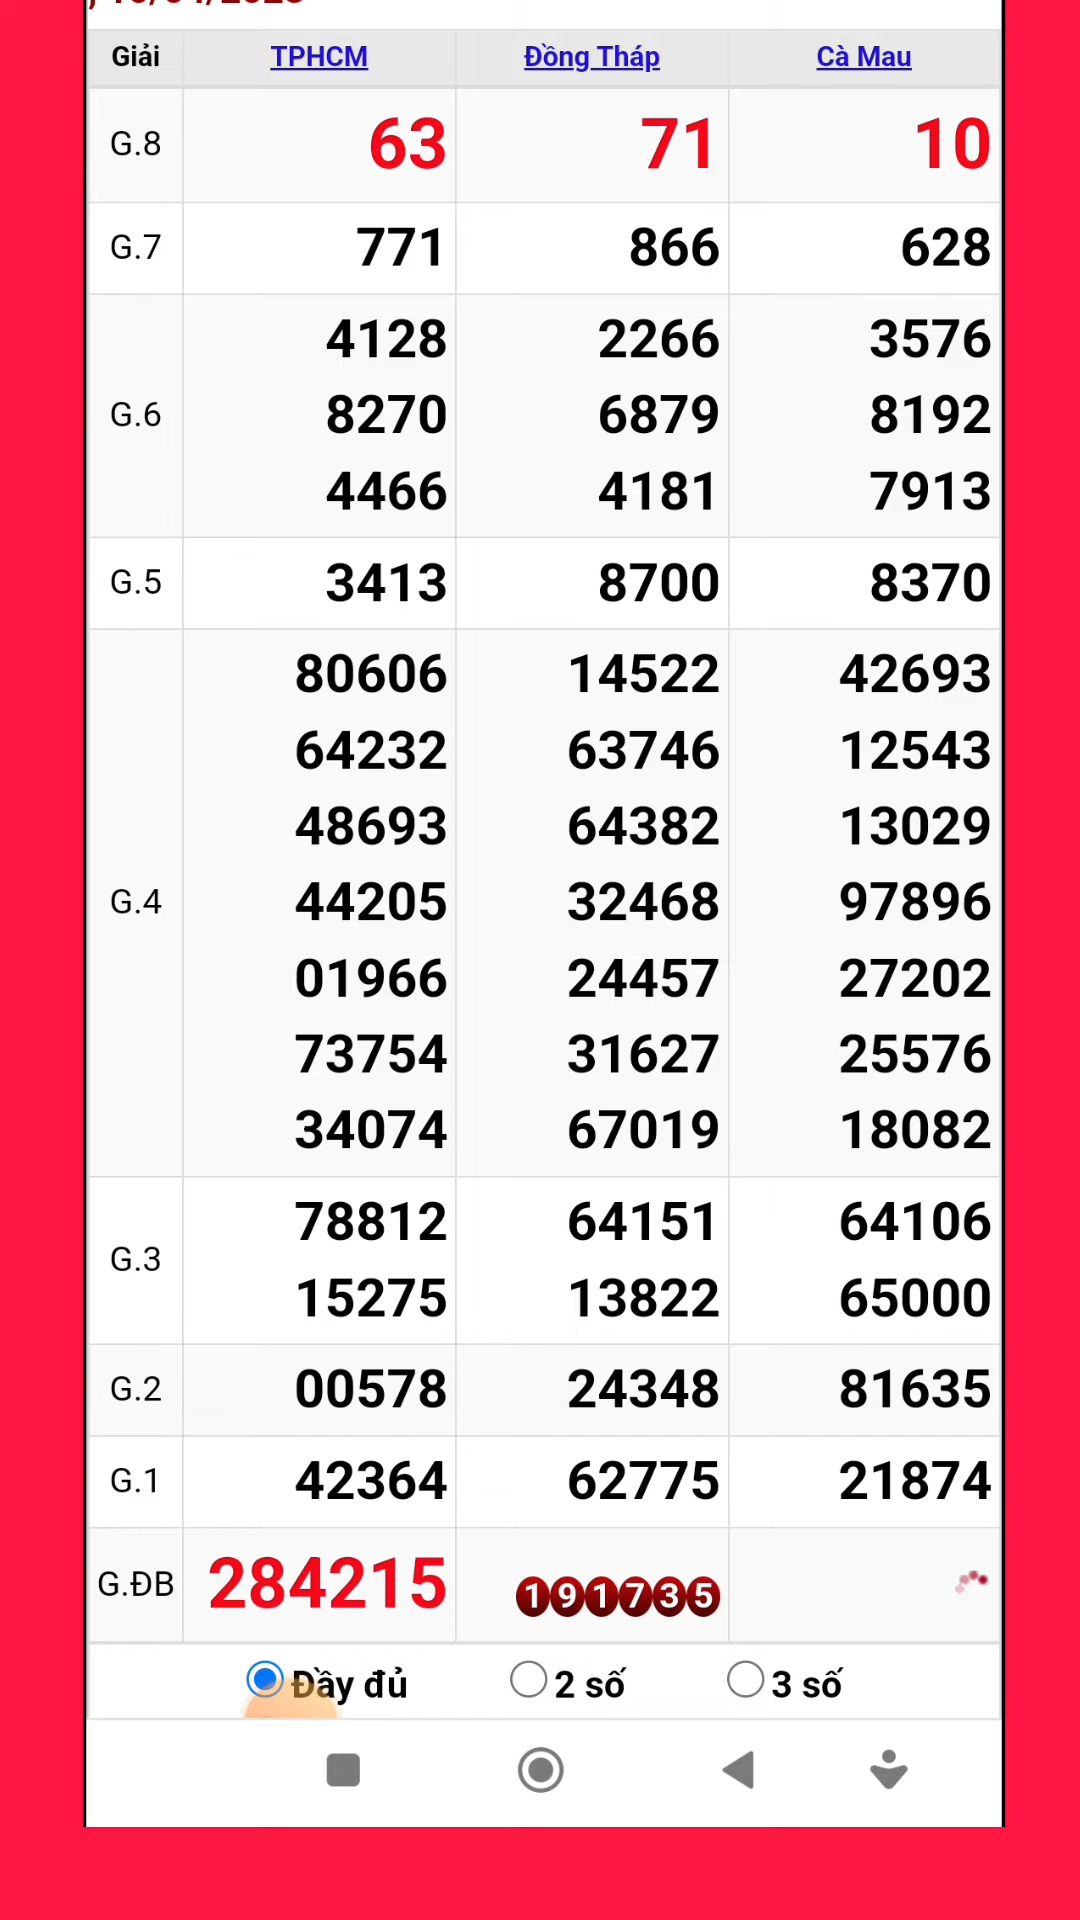 Giải TPHCM Đồng Tháp Cà Mau
G.8 63 71 10
G.7 771 866 628
4128 2266 3576
G.6 8270 6879 8192
4466 4181 7913
G.5 3413 8700 8370
80606 14522 42693
64232 63746 12543
48693 64382 13029
G.4 44205 32468 97896
01966 24457 27202
73754 31627 25576
34074 67019 18082
78812 64151 64106
G.3
15275 13822 65000
G.2 00578 24348 81635
G.1 42364 62775 21874
G.ĐB 284215 191735
Đầy đủ 2 số 3 số